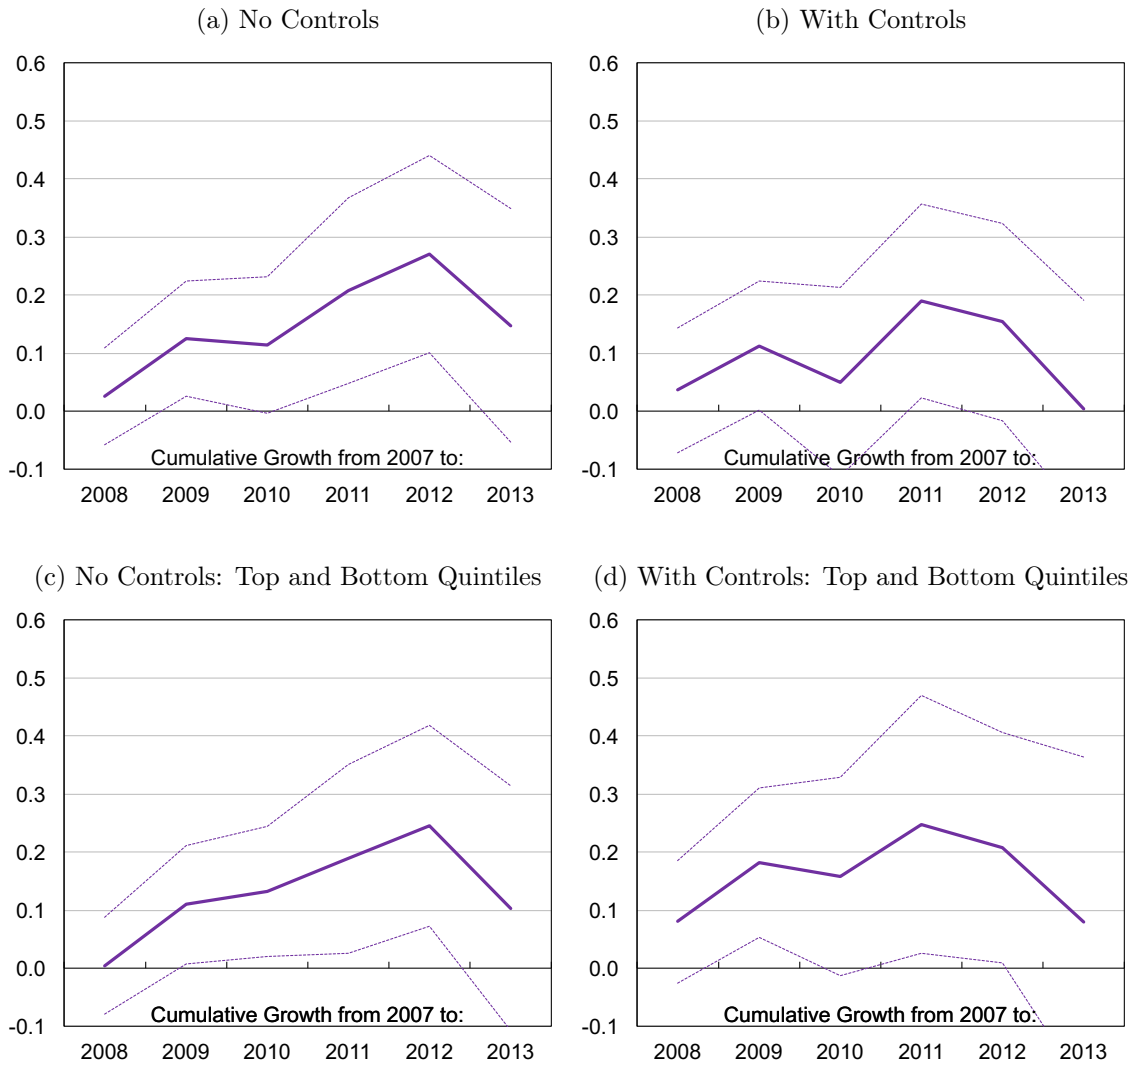 (a) No Controls
0.6
0.5
0.4
0.3
0.2
0.1
0.0
-0.1
Cumulative Growth from 2007 to:
2008 2009 2010 2011 2012 2013
(b) With Controls
0.6
0.5
0.4
0.3
0.2
0.1
0.0
-0.1
Cumulative Growth from 2007 to:
2008 2009 2010 2011 2012 2013
(c) No Controls: Top and Bottom Quintiles
0.6
0.5
0.4
0.3
0.2
0.1
0.0
-0.1
Cumulative Growth from 2007 to:
2008 2009 2010 2011 2012 2013
(d) With Controls: Top and Bottom Quintiles
0.6
0.5
0.4
0.3
0.2
0.1
0.0
-0.1
Cumulative Growth from 2007 to:
2008 2009 2010 2011 2012 2013